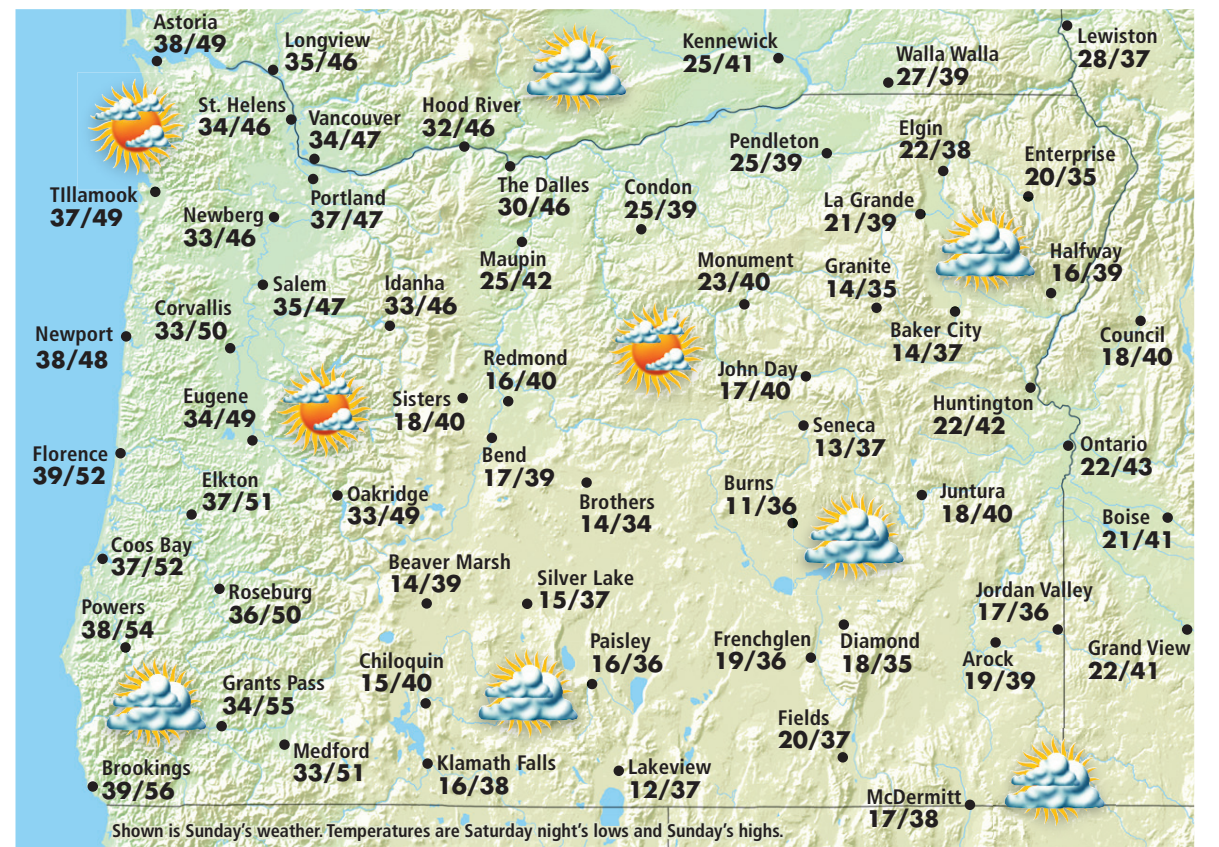 Astoria
38/49
Longview
35/46
Kennewick
25/41
Walla Walla
27/39
Lewiston
28/37
St. Helens
34/46
Vancouver
34/47
Hood River
32/46
Pendleton
25/39
Elgin
22/38
Enterprise
20/35
TIllamook
37/49
Newberg
33/46
Portland
37/47
The Dalles
30/46
Condon
25/39
La Grande
21/39
Maupin
25/42
Monument
23/40
Granite
14/35
Halfway
16/39
Salem
35/47
Idanha
33/46
Corvallis
33/50
Newport
38/48
Baker City
14/37
Council
18/40
Redmond
16/40
John Day
17/40
Eugene
34/49
Sisters
18/40
Huntington
22/42
Seneca
13/37
Ontario
22/43
Florence
39/52
Bend
17/39
Elkton
37/51
Oakridge
33/49
Brothers
14/34
Burns
11/36
Juntura
18/40
Boise
21/41
Coos Bay
37/52
Beaver Marsh
14/39
Silver Lake
15/37
Roseburg
36/50
Jordan Valley
17/36
Powers
38/54
Paisley
16/36
Frenchglen
19/36
Diamond
18/35
Arock
19/39
Grand View
22/41
Chiloquin
15/40
Grants Pass
34/55
Fields
20/37
Medford
33/51
Klamath Falls
16/38
Lakeview
12/37
Brookings
39/56
McDermitt
17/38
Shown is Sunday's weather. Temperatures are Saturday night's lows and Sunday's highs.